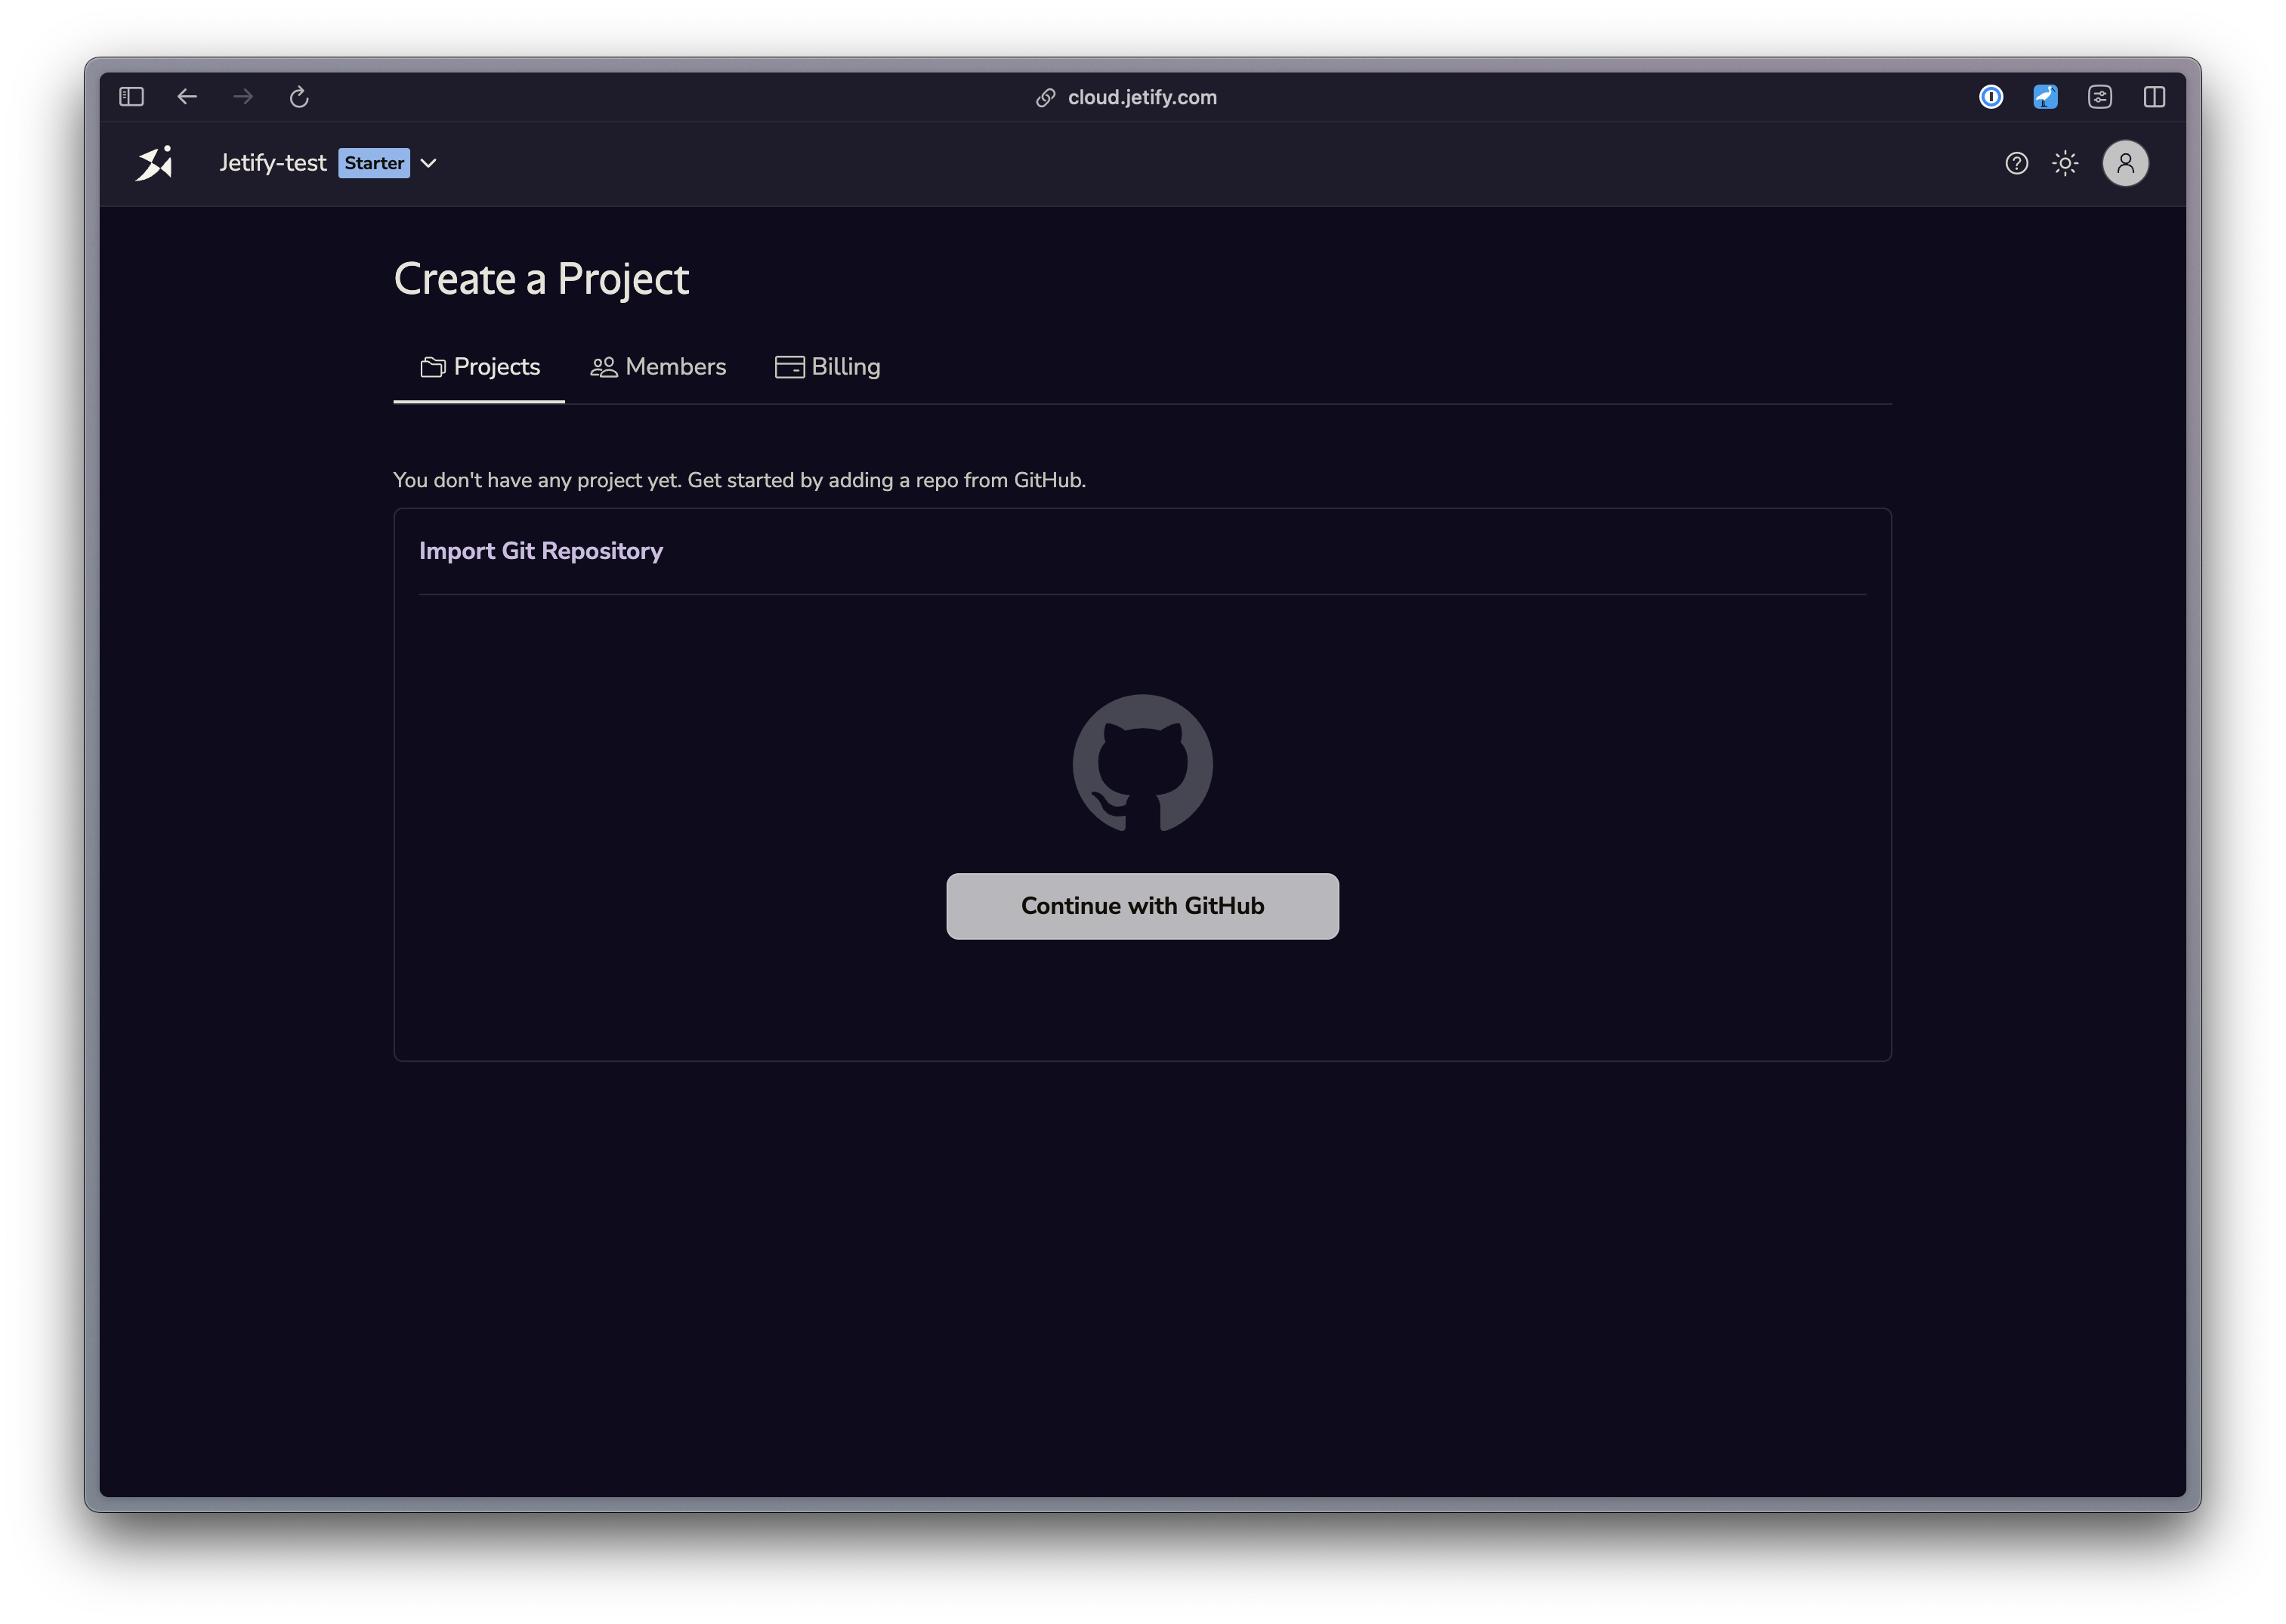 cloud.jetify.com
Jetify-test Starter
Create a Project
Projects Members Billing
You don't have any project yet. Get started by adding a repo from GitHub.
Import Git Repository
Continue with GitHub